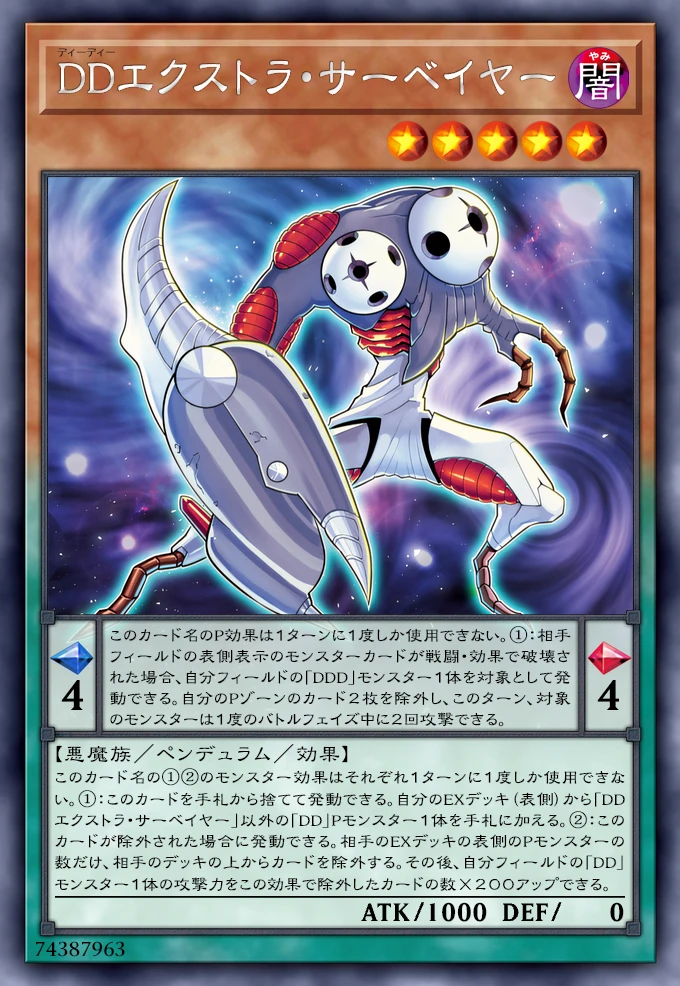 ディーディー
DDエクストラ・サーベイヤー
やみ
闇
このカード名のP効果は1ターンに1度しか使用できない。①：相手
フィールドの表側表示のモンスターカードが戦闘・効果で破壊さ
れた場合、自分フィールドの「DDD」モンスター1体を対象として発
動できる。自分のPゾーンのカード2枚を除外し、このターン、対象
のモンスターは1度のバトルフェイズ中に2回攻撃できる。
4
4
【悪魔族／ペンデュラム／効果】
このカード名の①②のモンスター効果はそれぞれ1ターンに1度しか使用できな
い。①：このカードを手札から捨てて発動できる。自分のEXデッキ（表側）から「DD
エクストラ・サーベイヤー」以外の「DD」Pモンスター1体を手札に加える。②：この
カードが除外された場合に発動できる。相手のEXデッキの表側のPモンスターの
数だけ、相手のデッキの上からカードを除外する。その後、自分フィールドの「DD」
モンスター1体の攻撃力をこの効果で除外したカードの数×200アップできる。
ATK/1000 DEF/ 0
74387963